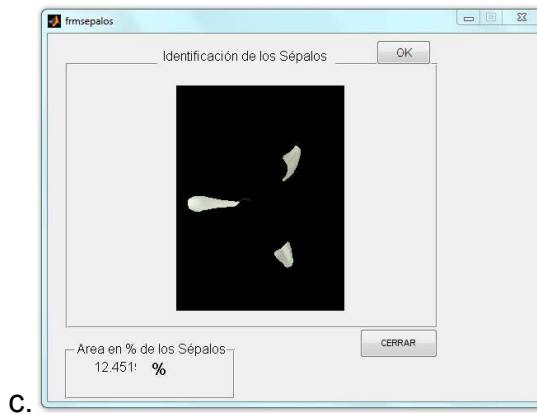 frmsepalos
Identificación de los Sépalos
OK
CERRAR
Area en % de los Sépalos
12.451 %
c.